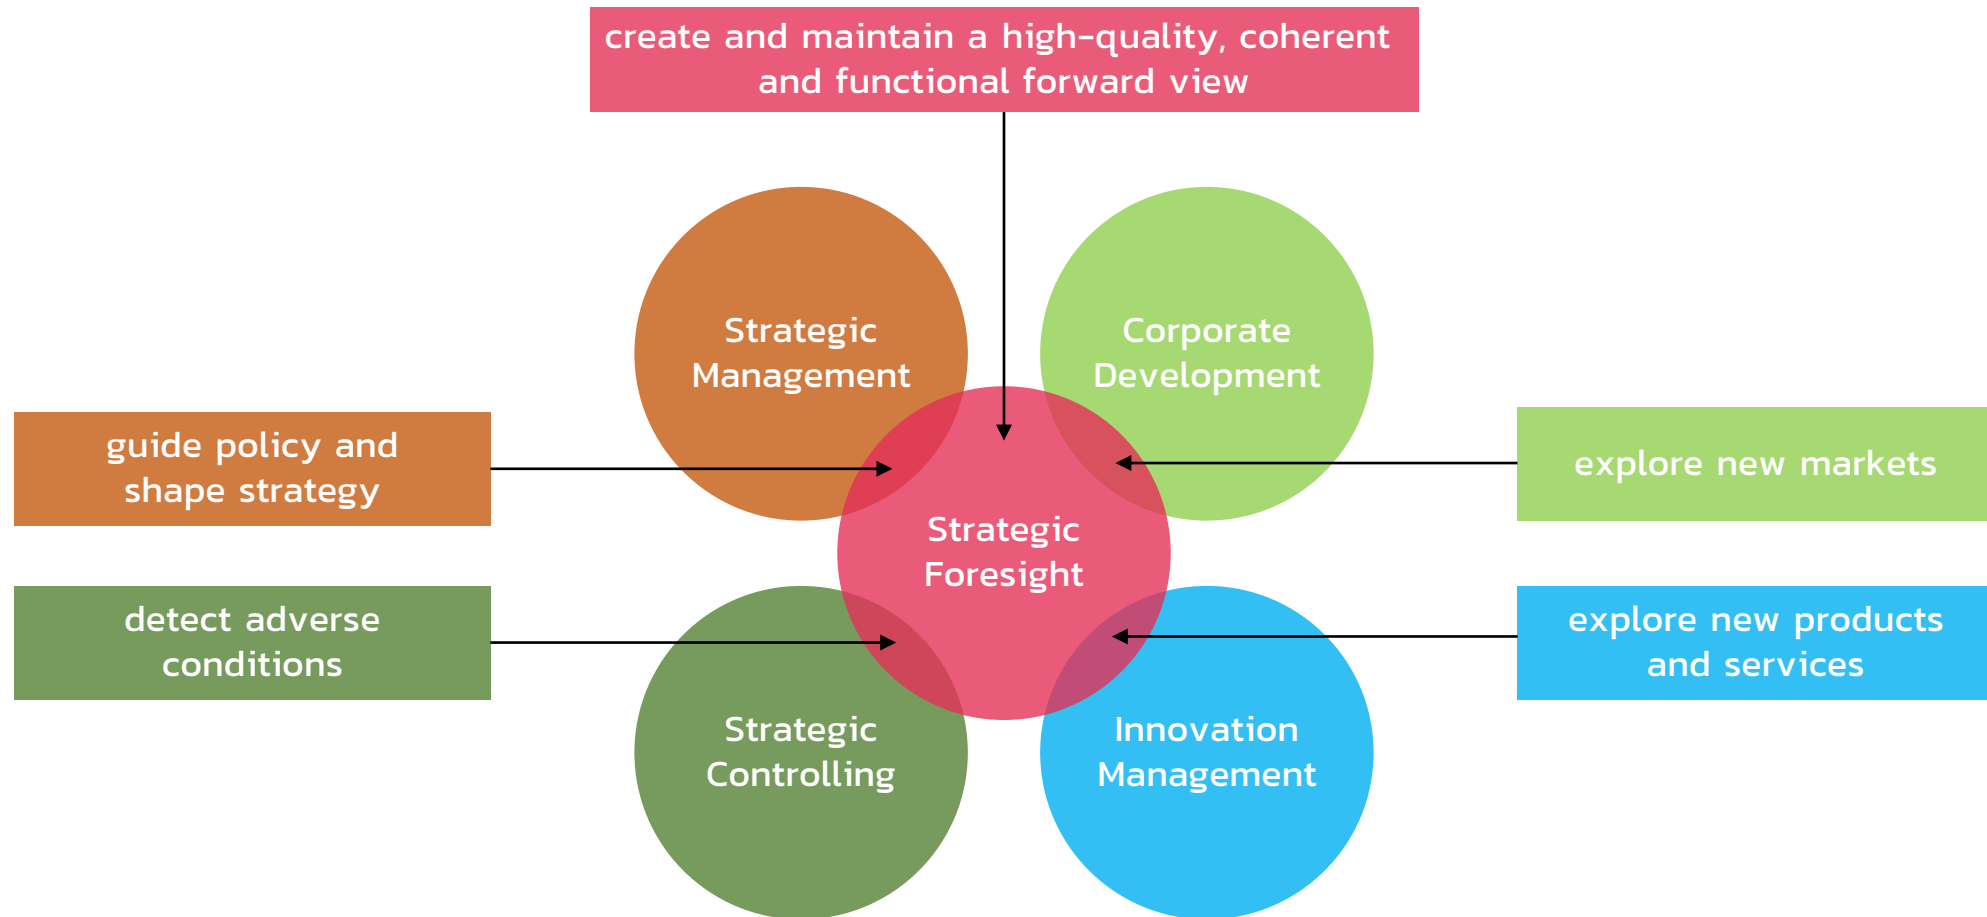 create and maintain a high-quality, coherent
and functional forward view
Strategic
Management
Corporate
Development
guide policy and
shape strategy
explore new markets
Strategic
Foresight
detect adverse
conditions
explore new products
and services
Strategic
Controlling
Innovation
Management